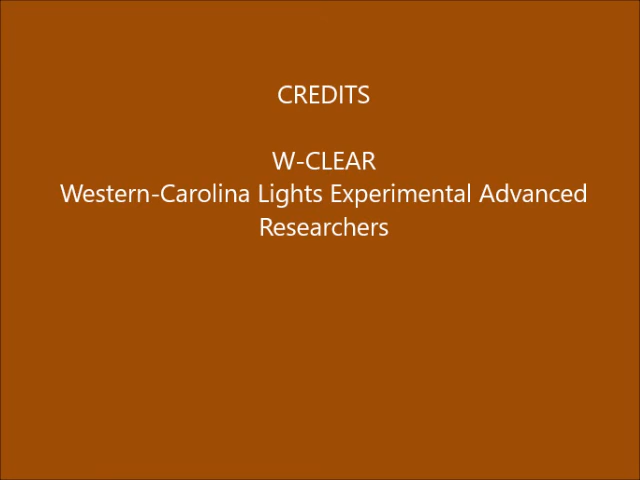 CREDITS
W-CLEAR
Western-Carolina Lights Experimental Advanced
Researchers